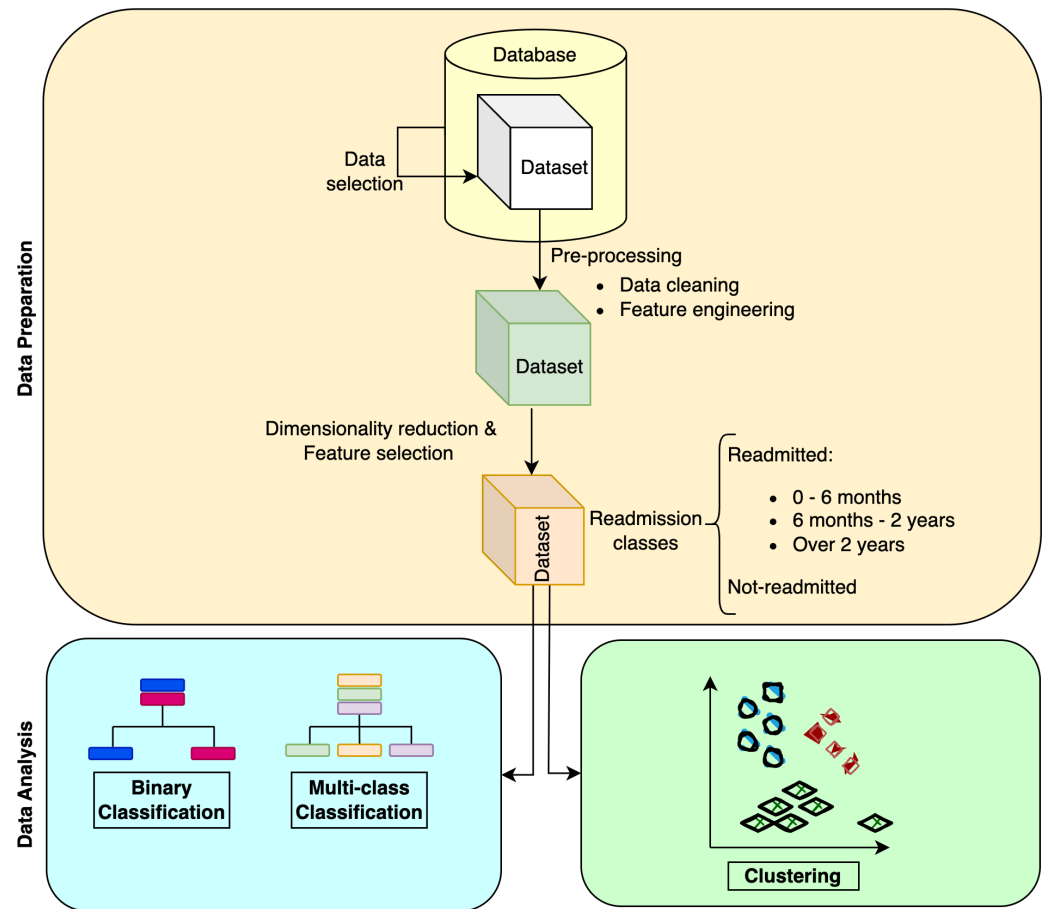 Database
Dataset
Data
selection
Pre-processing
• Data cleaning
• Feature engineering
Data Preparation
Dataset
Dimensionality reduction &
Feature selection
Dataset
Readmission
classes
Readmitted:
• 0 - 6 months
• 6 months - 2 years
• Over 2 years
Not-readmitted
Data Analysis
Binary
Classification
Multi-class
Classification
Clustering